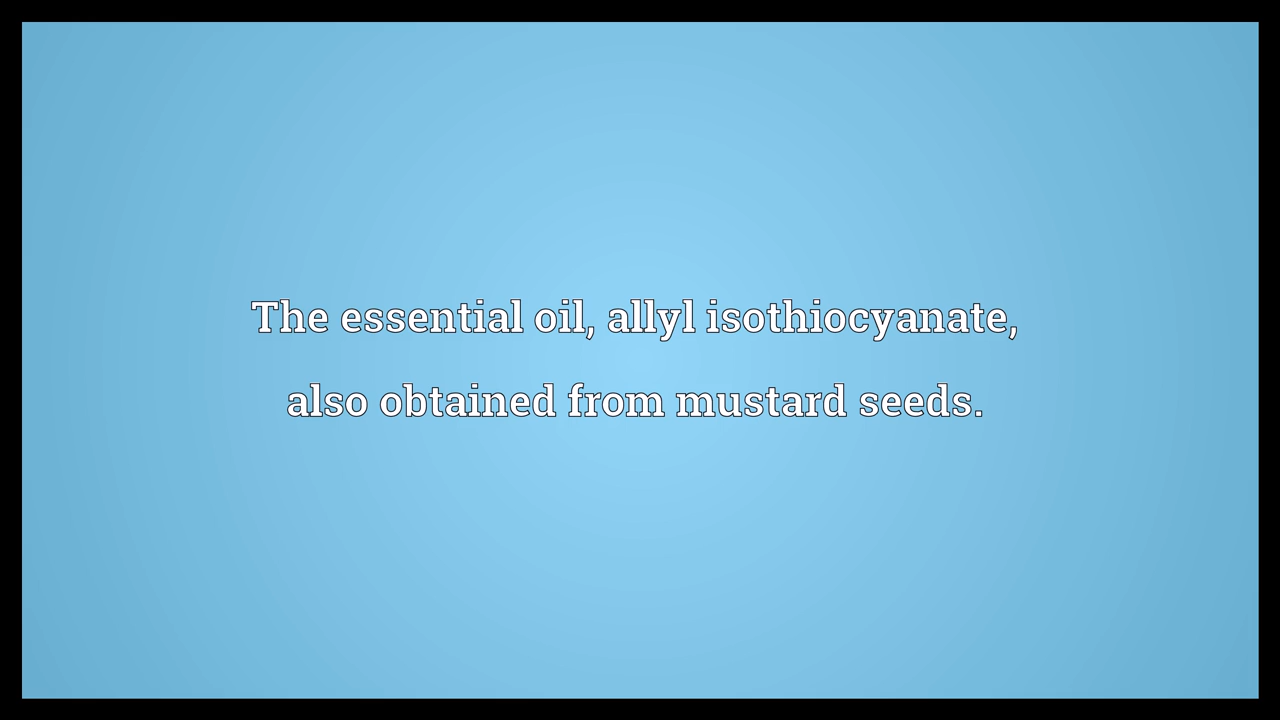 The essential oil, allyl isothiocyanate,
also obtained from mustard seeds.